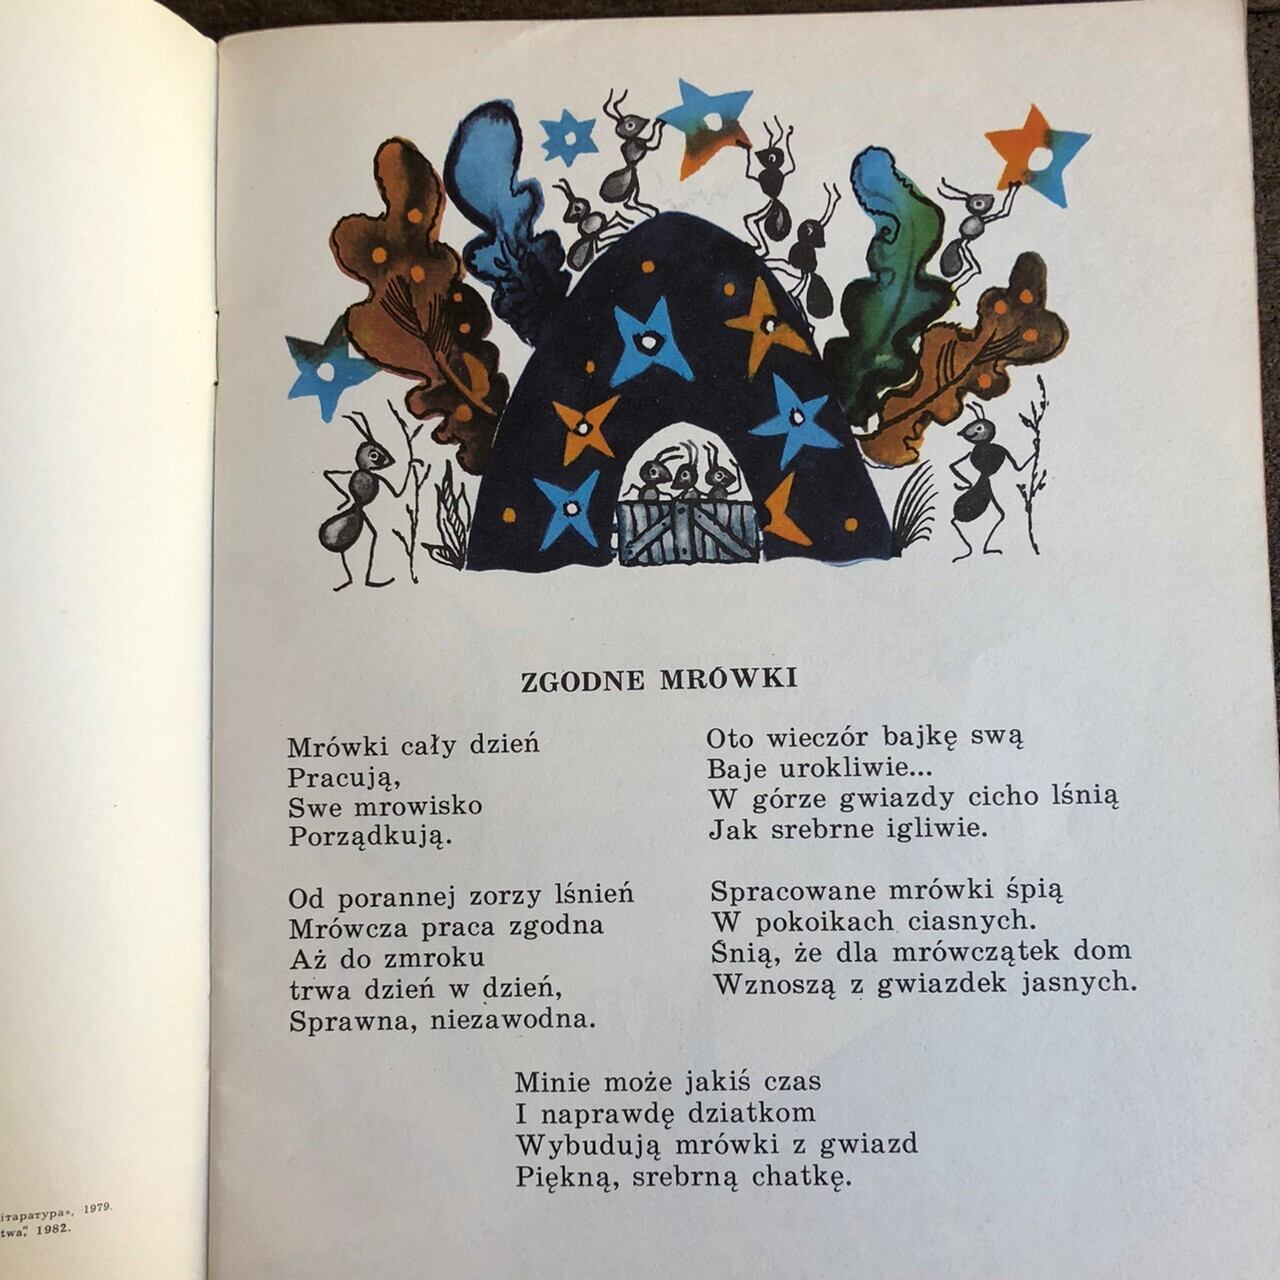 ZGODNE MRÓWKI
Mrówki cały dzień
Pracują,
Swe mrowisko
Porządkują.
Od porannej zorzy lśnień
Mrówcza praca zgodna
Aż do zmroku
trwa dzień w dzień,
Sprawna, niezawodna.
Oto wieczór bajkę swą
Baje urokliwie...
W górze gwiazdy cicho lśnią
Jak srebrne igliwie.
Spracowane mrówki śpią
W pokoikach ciasnych.
Śnią, że dla mrówczątek dom
Wznoszą z gwiazdek jasnych.
Minie może jakiś czas
I naprawdę dziatkom
Wybudują mrówki z gwiazd
Piękną, srebrną chatkę.
ітаратура», 1979.
twa", 1982.